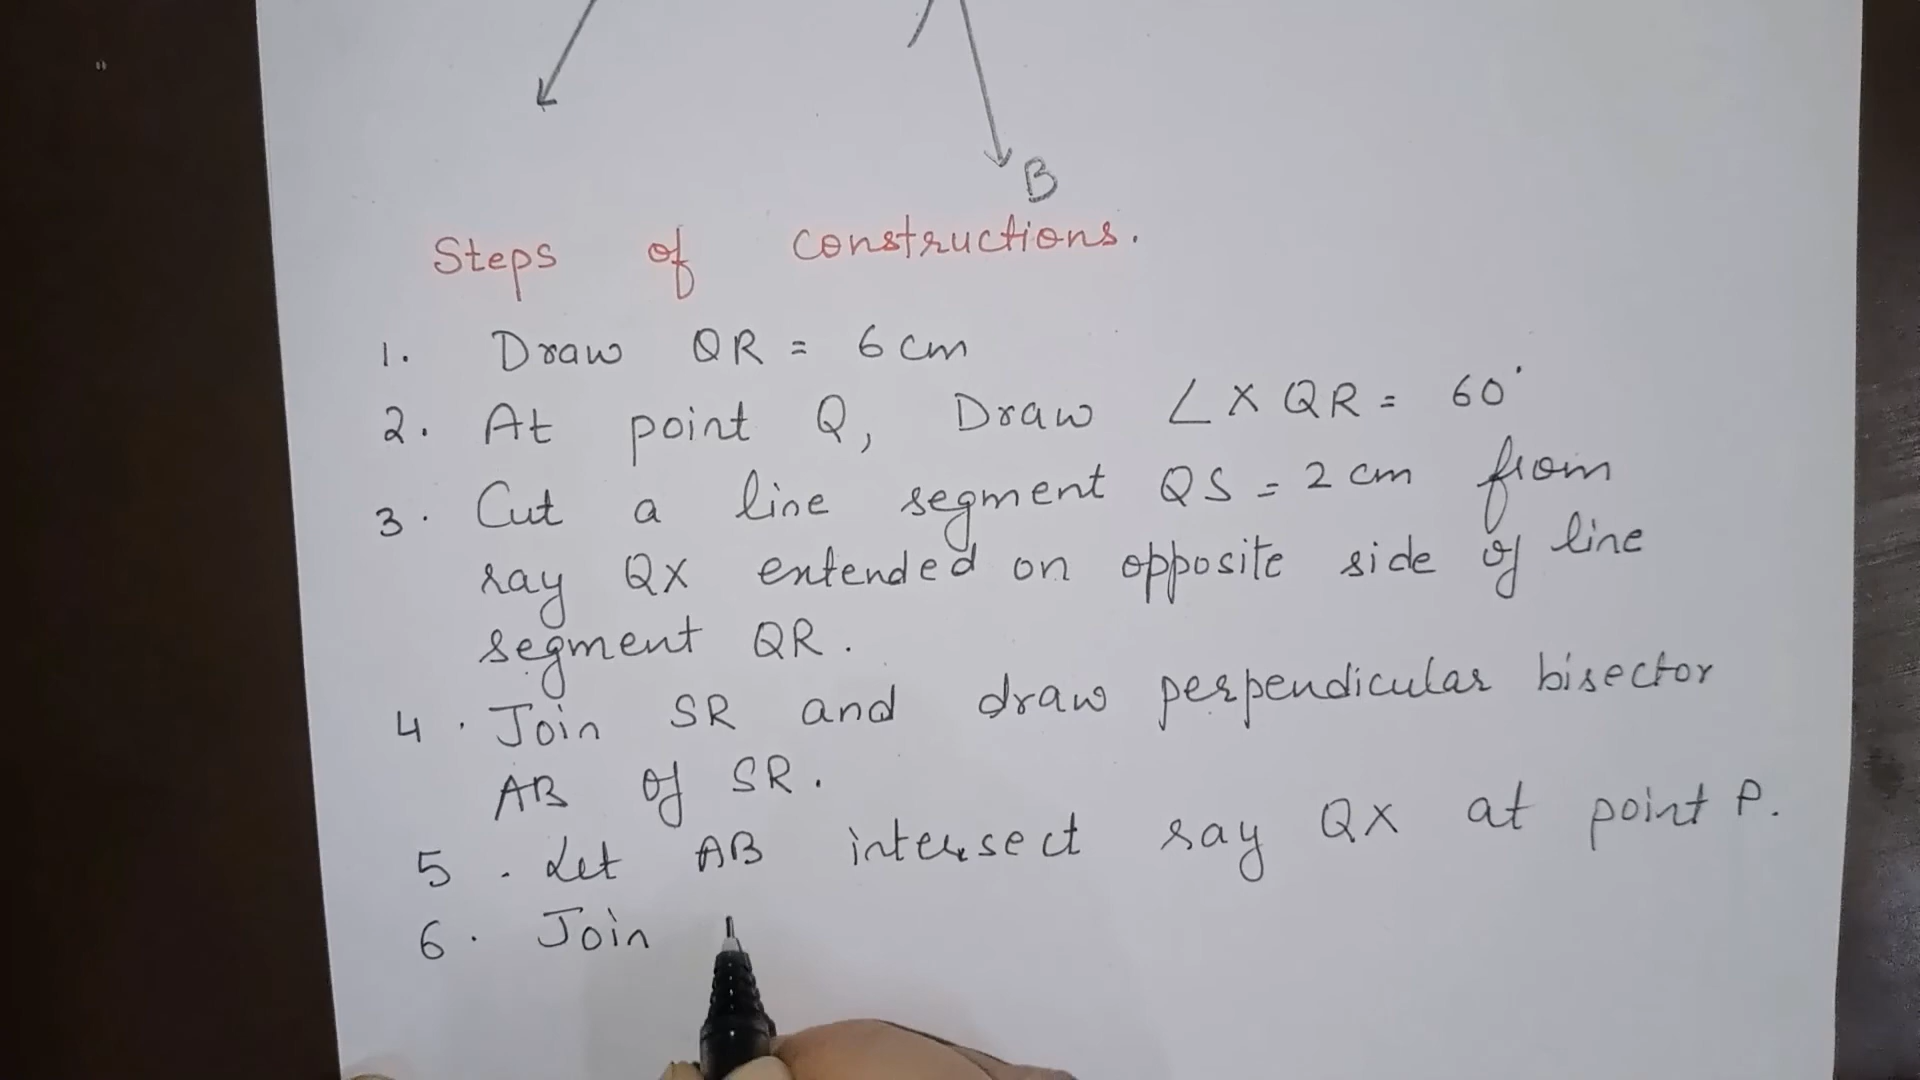 B
Steps of constructions.
1. Draw QR = 6 cm
2. At point Q, Draw ∠XQR = 60°
3. Cut a line segment QS = 2 cm from
ray QX extended on opposite side of line
segment QR.
4. Join SR and draw perpendicular bisector
AB of SR.
5. Let AB intersect ray QX at point P.
6. Join